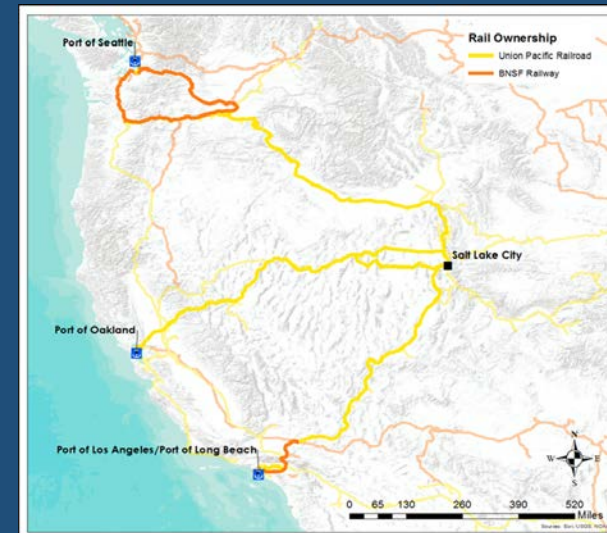 Port of Seattle
Rail Ownership
Union Pacific Railroad
BNSF Railway
Salt Lake City
Port of Oakland
Port of Los Angeles/Port of Long Beach
N
W E
S
0 65 130 260 390 520
Miles